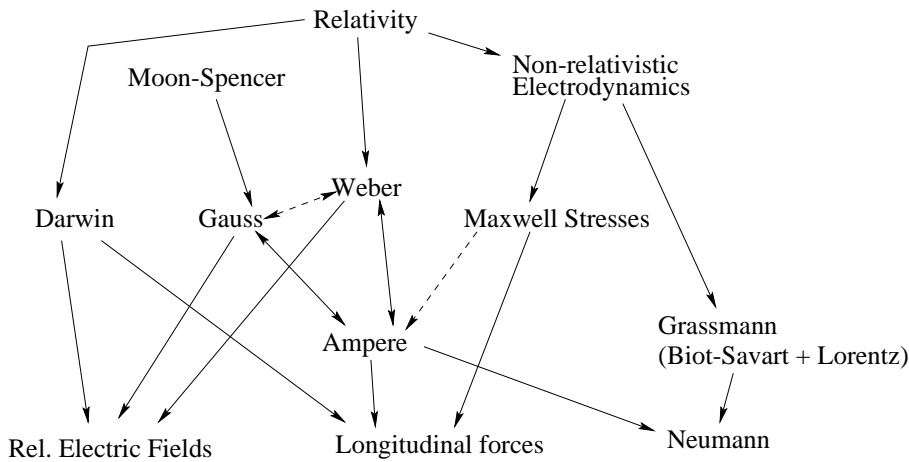 Relativity
Non-relativistic
Electrodynamics
Moon-Spencer
Weber
Darwin
Gauss
Maxwell Stresses
Ampere
Grassmann
(Biot-Savart + Lorentz)
Rel. Electric Fields
Longitudinal forces
Neumann